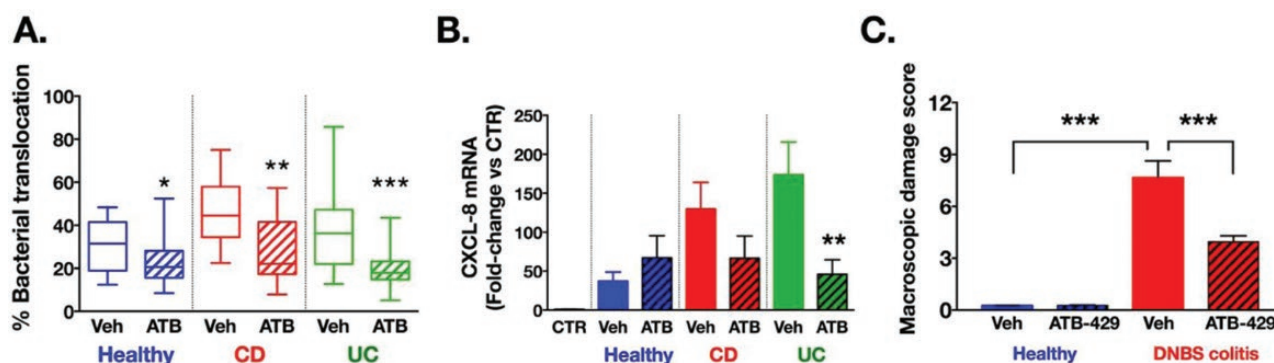 A.
% Bacterial translocation
100
80
60
40
20
0
*
**
***
Veh ATB Veh ATB Veh ATB
Healthy CD UC
B.
CXCL-8 mRNA
(Fold-change vs CTR)
250
200
150
100
50
0
**
CTR Veh ATB Veh ATB Veh ATB
Healthy CD UC
C.
Macroscopic damage score
12
9
6
3
0
*** ***
Veh ATB-429 Veh ATB-429
Healthy DNBS colitis